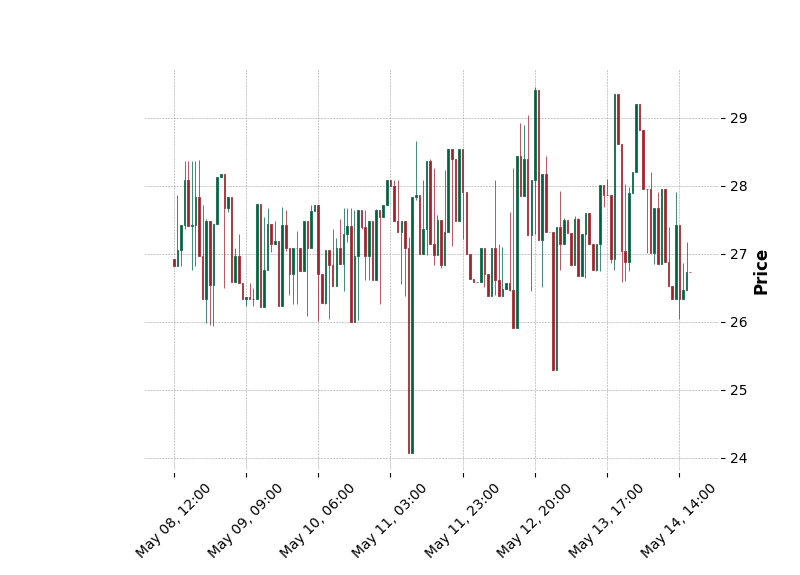 29
28
27
26
25
24
Price
May 08, 12:00
May 09, 09:00
May 10, 06:00
May 11, 03:00
May 11, 23:00
May 12, 20:00
May 13, 17:00
May 14, 14:00